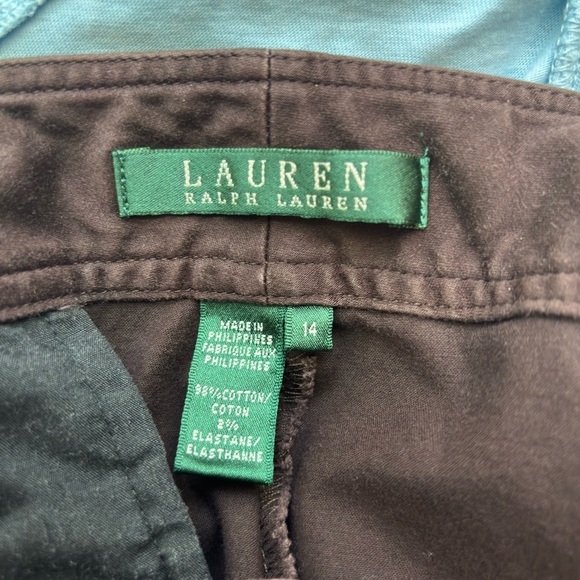 LAUREN
RALPH LAUREN
MADE IN
PHILIPPINES
FABRIQUE AUX
PHILIPPINES
98% COTTON/
COTON
2%
ELASTANE/
ELASTHANNE
14